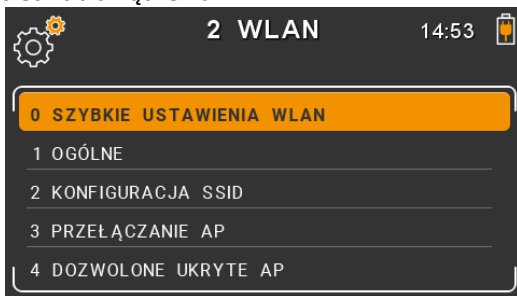 2 WLAN 14:53
0 SZYBKIE USTAWIENIA WLAN
1 OGÓLNE
2 KONFIGURACJA SSID
3 PRZEŁĄCZANIE AP
4 DOZWOLONE UKRYTE AP